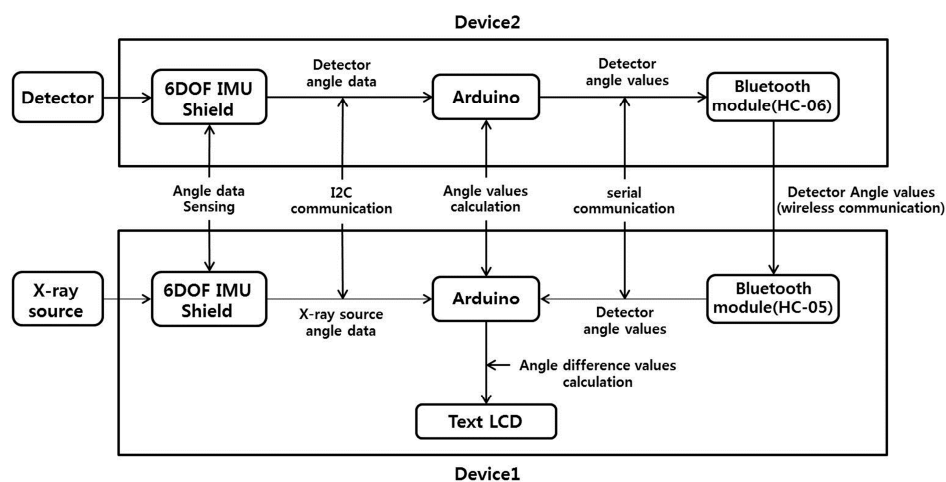 Device2
Detector
6DOF IMU
Shield
Detector
angle data
Arduino
Detector
angle values
Bluetooth
module(HC-06)
Angle data
Sensing
I2C
communication
Angle values
calculation
serial
communication
Detector Angle values
(wireless communication)
X-ray
source
6DOF IMU
Shield
X-ray source
angle data
Arduino
Detector
angle values
Bluetooth
module(HC-05)
Angle difference values
calculation
Text LCD
Device1